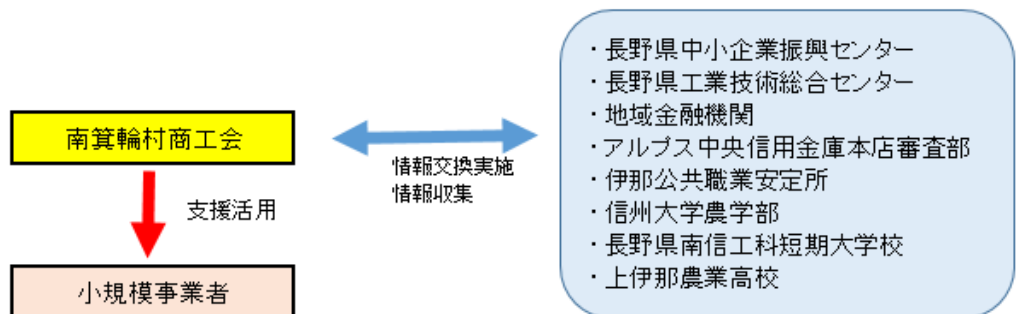 南箕輪村商工会
支援活用
小規模事業者
情報交換実施
情報収集
・長野県中小企業振興センター
・長野県工業技術総合センター
・地域金融機関
・アルプス中央信用金庫本店審査部
・伊那公共職業安定所
・信州大学農学部
・長野県南信工科短期大学校
・上伊那農業高校